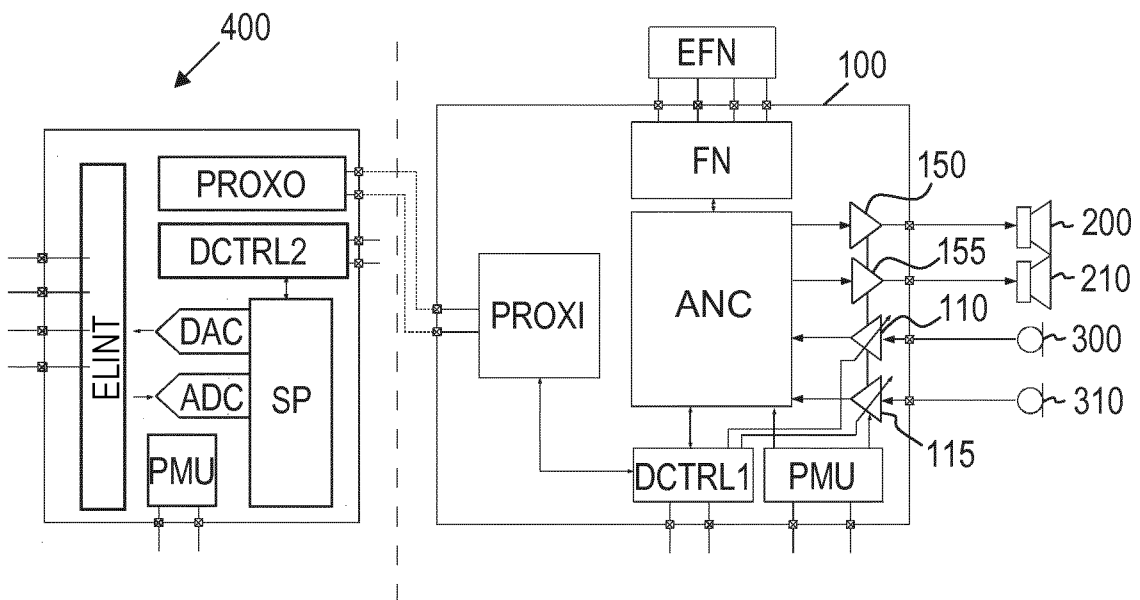 400
EFN
100
PROXO
FN
150
200
DCTRL2
155
210
PROXI
ANC
110
300
DAC
ELINT
ADC
SP
310
115
PMU
DCTRL1
PMU